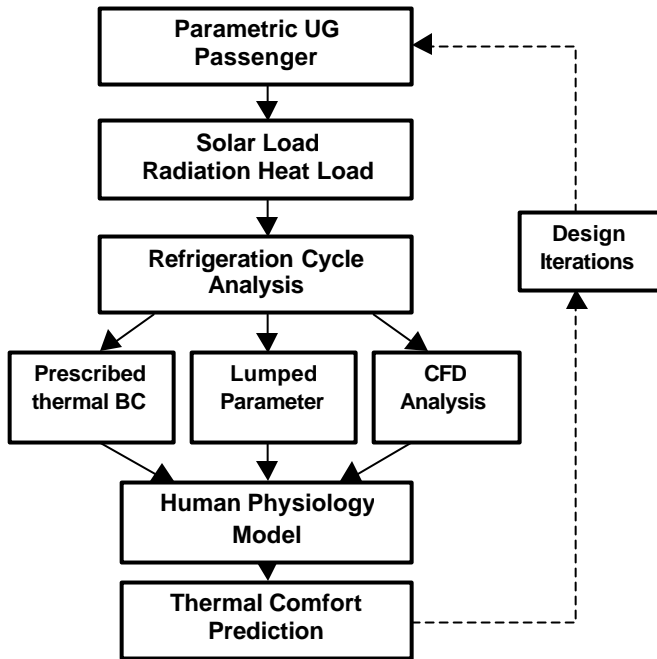 Parametric UG
Passenger
Solar Load
Radiation Heat Load
Refrigeration Cycle
Analysis
Design
Iterations
Prescribed
thermal BC
Lumped
Parameter
CFD
Analysis
Human Physiology
Model
Thermal Comfort
Prediction